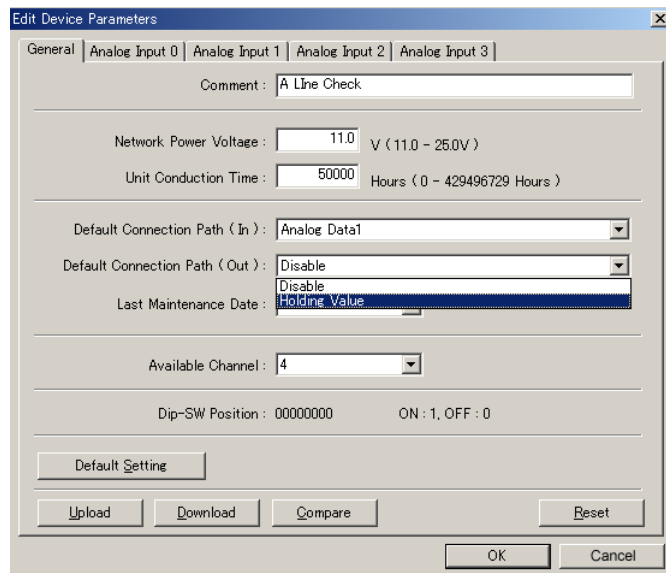 Edit Device Parameters
General Analog Input 0 Analog Input 1 Analog Input 2 Analog Input 3
Comment : A LIne Check
Network Power Voltage : 11.0 V ( 11.0 - 25.0V )
Unit Conduction Time : 50000 Hours ( 0 - 429496729 Hours )
Default Connection Path ( In ) : Analog Data1
Default Connection Path ( Out ) : Disable
Disable
Holding Value
Last Maintenance Date :
Available Channel : 4
Dip-SW Position : 00000000 ON : 1, OFF : 0
Default Setting
Upload Download Compare Reset
OK Cancel